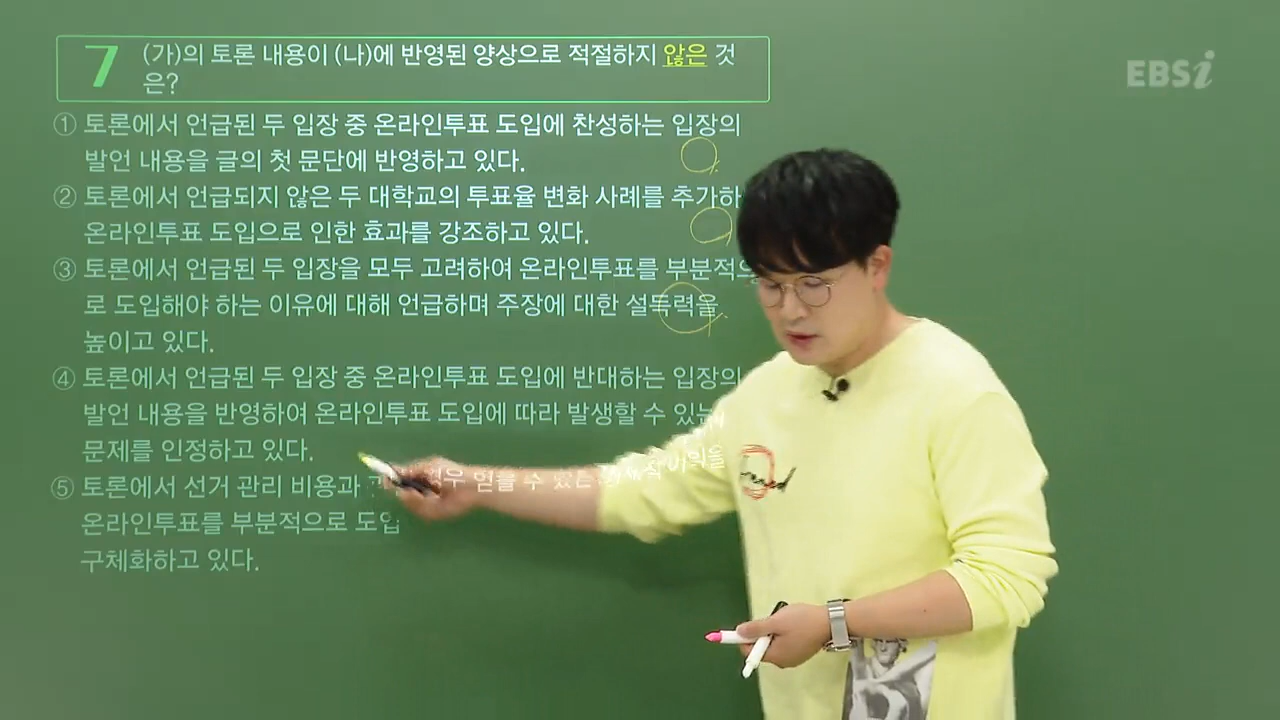 7
(가)의 토론 내용이 (나)에 반영된 양상으로 적절하지 않은 것
은?
EBSi
① 토론에서 언급된 두 입장 중 온라인투표 도입에 찬성하는 입장의
발언 내용을 글의 첫 문단에 반영하고 있다.
② 토론에서 언급되지 않은 두 대학교의 투표율 변화 사례를 추가하
온라인투표 도입으로 인한 효과를 강조하고 있다.
③ 토론에서 언급된 두 입장을 모두 고려하여 온라인투표를 부분적으
로 도입해야 하는 이유에 대해 언급하며 주장에 대한 설득력을
높이고 있다.
④ 토론에서 언급된 두 입장 중 온라인투표 도입에 반대하는 입장의
발언 내용을 반영하여 온라인투표 도입에 따라 발생할 수 있는
문제를 인정하고 있다.
⑤ 토론에서 선거 관리 비용과 얻을 수 있는 이익을
온라인투표를 부분적으로 도입
구체화하고 있다.